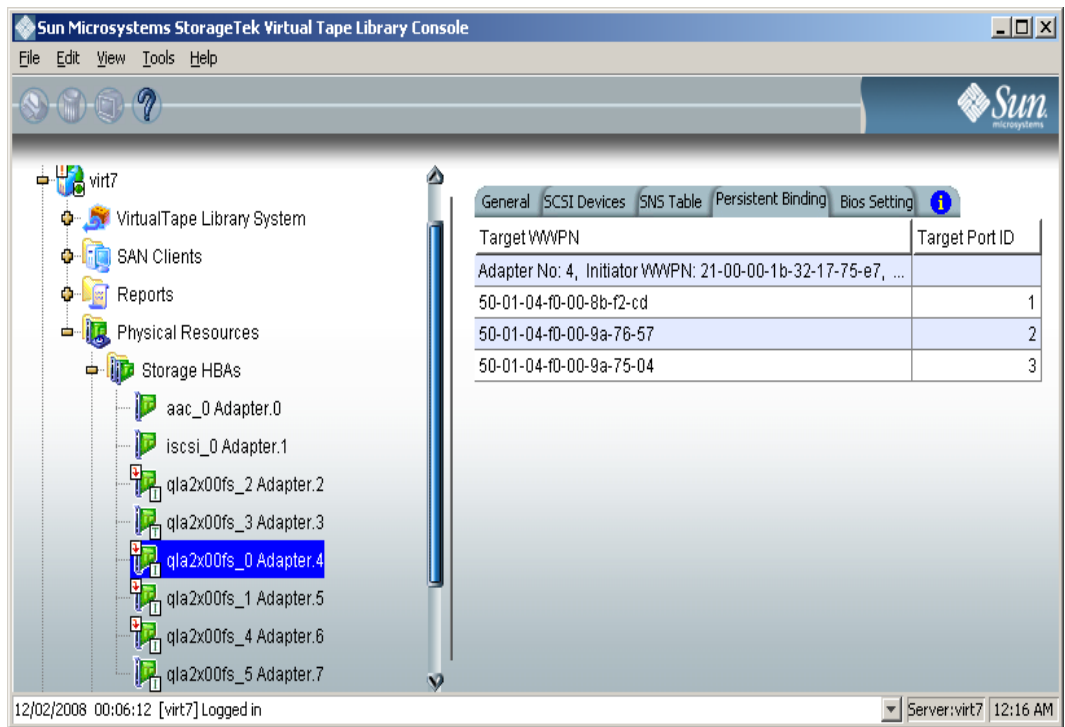 Sun Microsystems StorageTek Virtual Tape Library Console
File Edit View Tools Help
Sun
microsystems
virt7
VirtualTape Library System
SAN Clients
Reports
Physical Resources
Storage HBAs
aac_0 Adapter.0
iscsi_0 Adapter.1
qla2x00fs_2 Adapter.2
qla2x00fs_3 Adapter.3
qla2x00fs_0 Adapter.4
qla2x00fs_1 Adapter.5
qla2x00fs_4 Adapter.6
qla2x00fs_5 Adapter.7
General SCSI Devices SNS Table Persistent Binding Bios Setting
Target WWPN Target Port ID
Adapter No: 4, Initiator WWPN: 21-00-00-1b-32-17-75-e7, ...
50-01-04-f0-00-8b-f2-cd 1
50-01-04-f0-00-9a-76-57 2
50-01-04-f0-00-9a-75-04 3
12/02/2008 00:06:12 [virt7] Logged in Server:virt7 12:16 AM